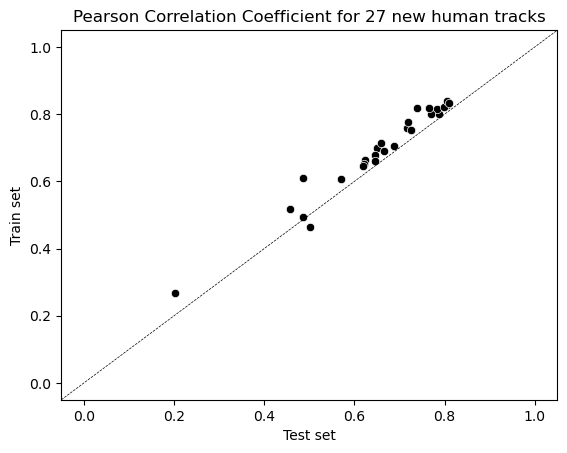 Pearson Correlation Coefficient for 27 new human tracks
1.0
0.8
0.6
0.4
0.2
0.0
Train set
0.0 0.2 0.4 0.6 0.8 1.0
Test set